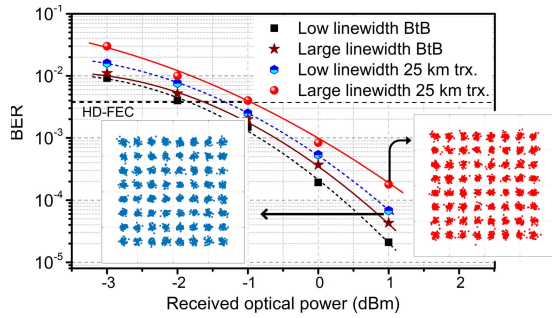 10⁻¹
10⁻²
10⁻³
10⁻⁴
10⁻⁵
BER
Low linewidth BtB
Large linewidth BtB
Low linewidth 25 km trx.
Large linewidth 25 km trx.
HD-FEC
-3 -2 -1 0 1 2
Received optical power (dBm)